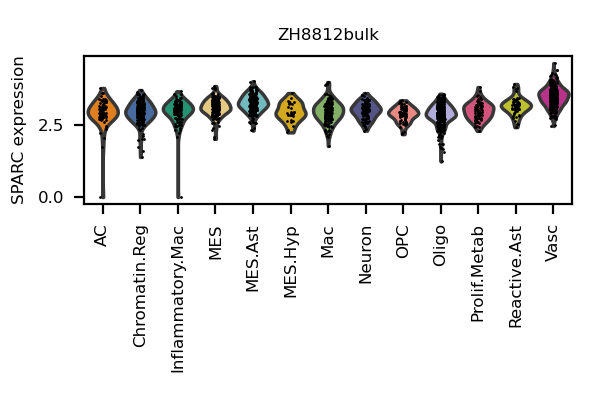 ZH8812bulk
SPARC expression
2.5
0.0
AC
Chromatin.Reg
Inflammatory.Mac
MES
MES.Ast
MES.Hyp
Mac
Neuron
OPC
Oligo
Prolif.Metab
Reactive.Ast
Vasc